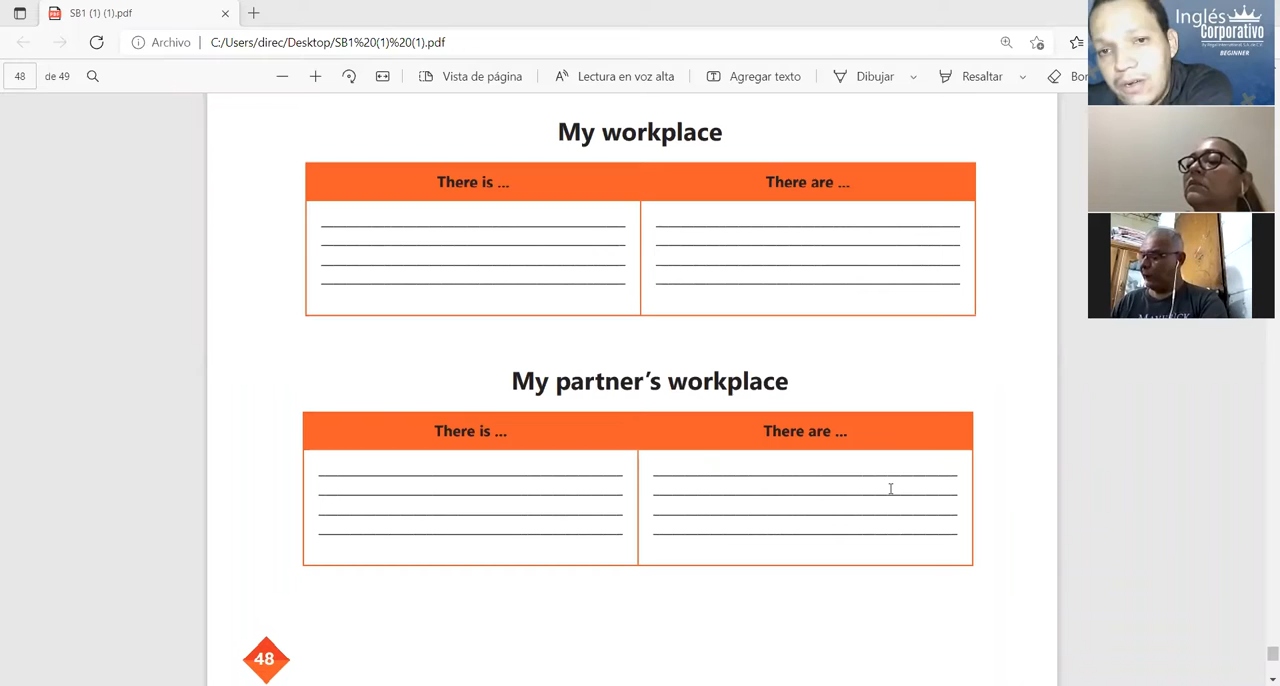 SB1 (1) (1).pdf
Archivo
C:/Users/direc/Desktop/SB1%20(1)%20(1).pdf
48
de 49
Vista de página
Lectura en voz alta
Agregar texto
Dibujar
Resaltar
Inglés
Corporativo
BEGINNER
My workplace
There is ...
There are ...
My partner's workplace
There is ...
There are ...
48
MAVERICK